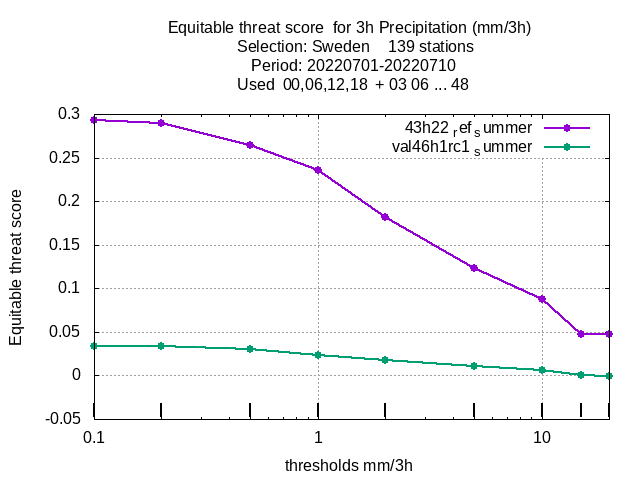 Equitable threat score for 3h Precipitation (mm/3h)
Selection: Sweden 139 stations
Period: 20220701-20220710
Used 00,06,12,18 + 03 06 ... 48
43h22 ref summer
val46h1rc1 summer
0.3
0.25
0.2
0.15
0.1
0.05
0
-0.05
Equitable threat score
0.1 1 10
thresholds mm/3h